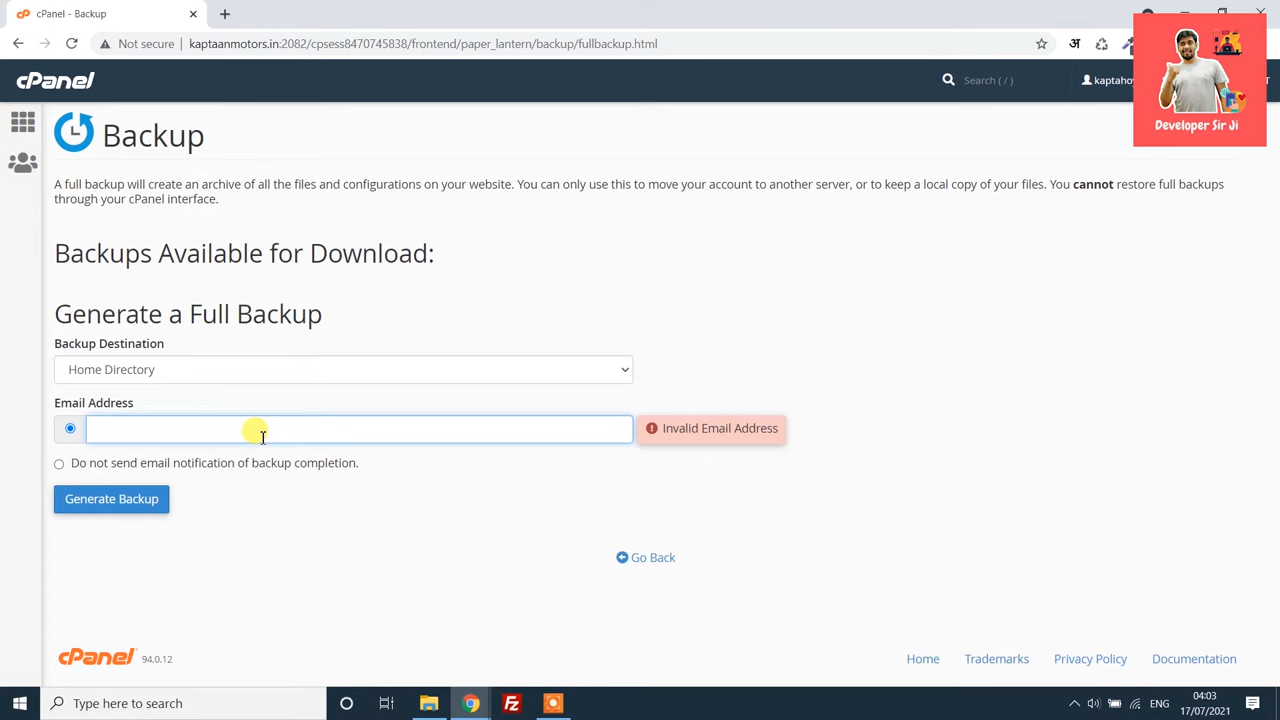 cPanel - Backup
Not secure
kaptaanmotors.in:2082/cpsess8470745838/frontend/paper_lantern/backup/fullbackup.html
अ
cPanel
Search ( / )
kaptaho
T
Developer Sir Ji
Backup
A full backup will create an archive of all the files and configurations on your website. You can only use this to move your account to another server, or to keep a local copy of your files. You cannot restore full backups
through your cPanel interface.
Backups Available for Download:
Generate a Full Backup
Backup Destination
Home Directory
Email Address
Invalid Email Address
Do not send email notification of backup completion.
Generate Backup
Go Back
cPanel 94.0.12
Home Trademarks Privacy Policy Documentation
Type here to search
Fz
ENG
04:03
17/07/2021